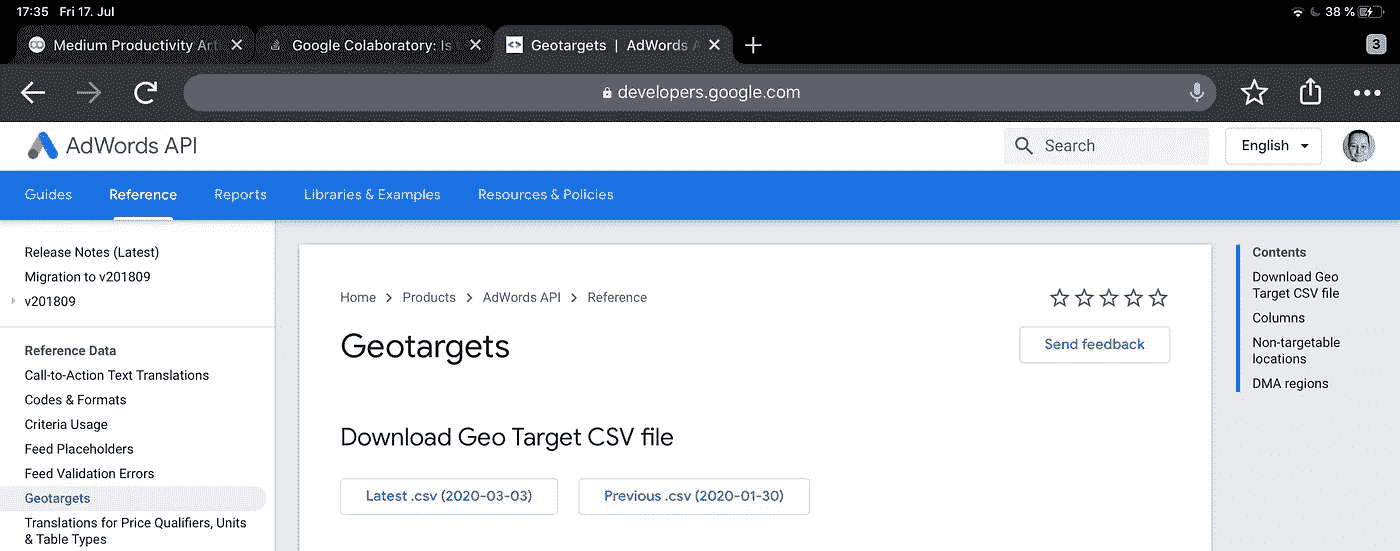 17:35 Fri 17. Jul
38 %
Medium Productivity Art
Google Colaboratory: Is
Geotargets | AdWords A
3
developers.google.com
AdWords API
Search
English
Guides
Reference
Reports
Libraries & Examples
Resources & Policies
Release Notes (Latest)
Migration to v201809
v201809
Reference Data
Call-to-Action Text Translations
Codes & Formats
Criteria Usage
Feed Placeholders
Feed Validation Errors
Geotargets
Translations for Price Qualifiers, Units
& Table Types
Home > Products > AdWords API > Reference
Geotargets
Send feedback
Download Geo Target CSV file
Latest .csv (2020-03-03)
Previous .csv (2020-01-30)
Contents
Download Geo
Target CSV file
Columns
Non-targetable
locations
DMA regions